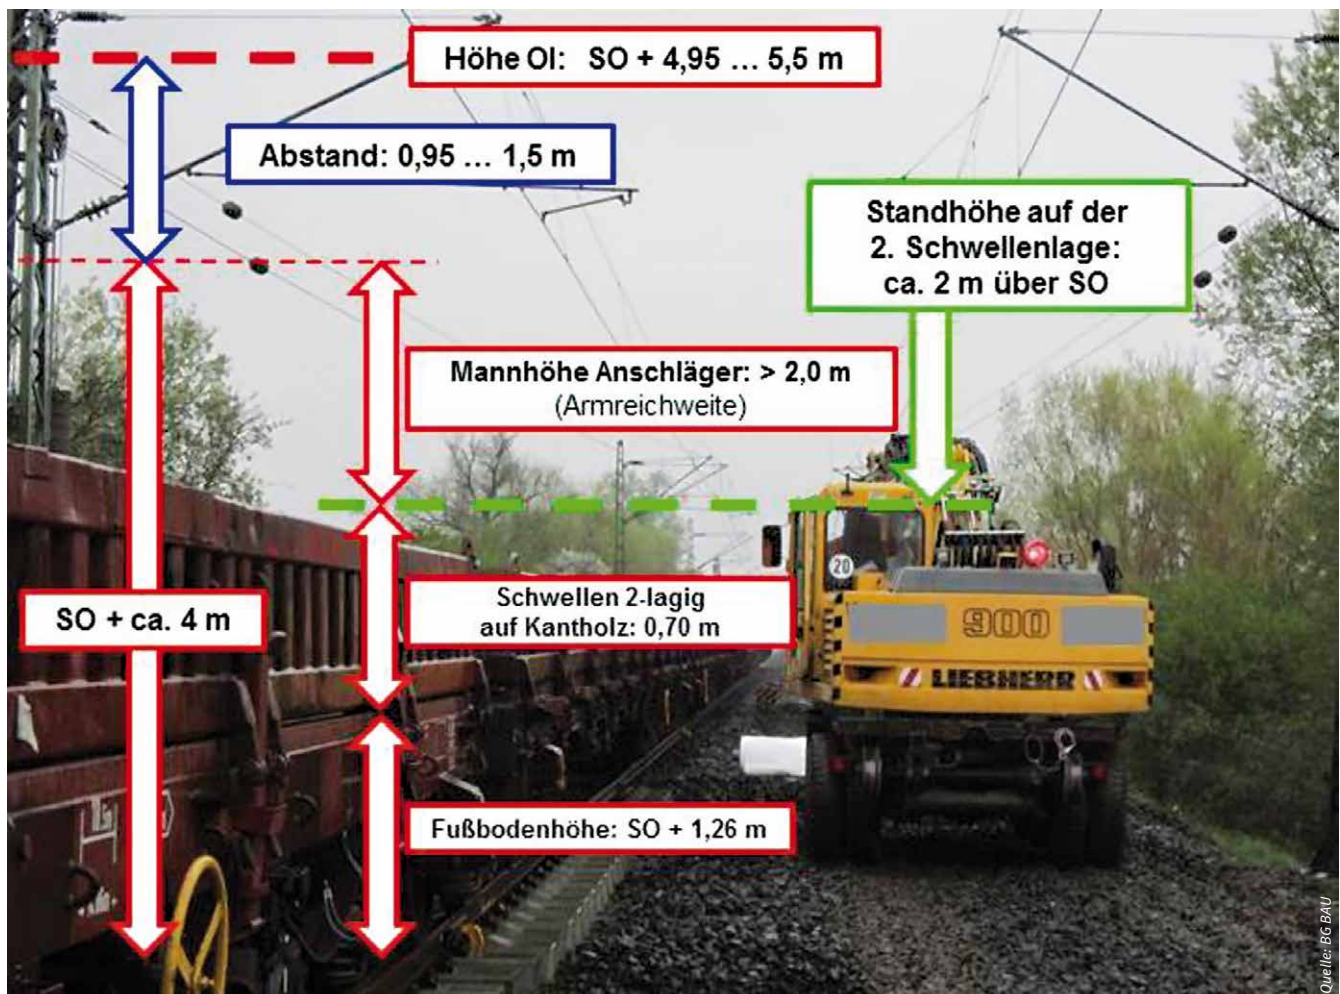 Höhe Ol: SO + 4,95 … 5,5 m
Abstand: 0,95 … 1,5 m
Standhöhe auf der
2. Schwellenlage:
ca. 2 m über SO
Mannhöhe Anschläger: > 2,0 m
(Armreichweite)
SO + ca. 4 m
Schwellen 2-lagig
auf Kantholz: 0,70 m
Fußbodenhöhe: SO + 1,26 m
20
900
LIEBHERR
Quelle: BG BAU